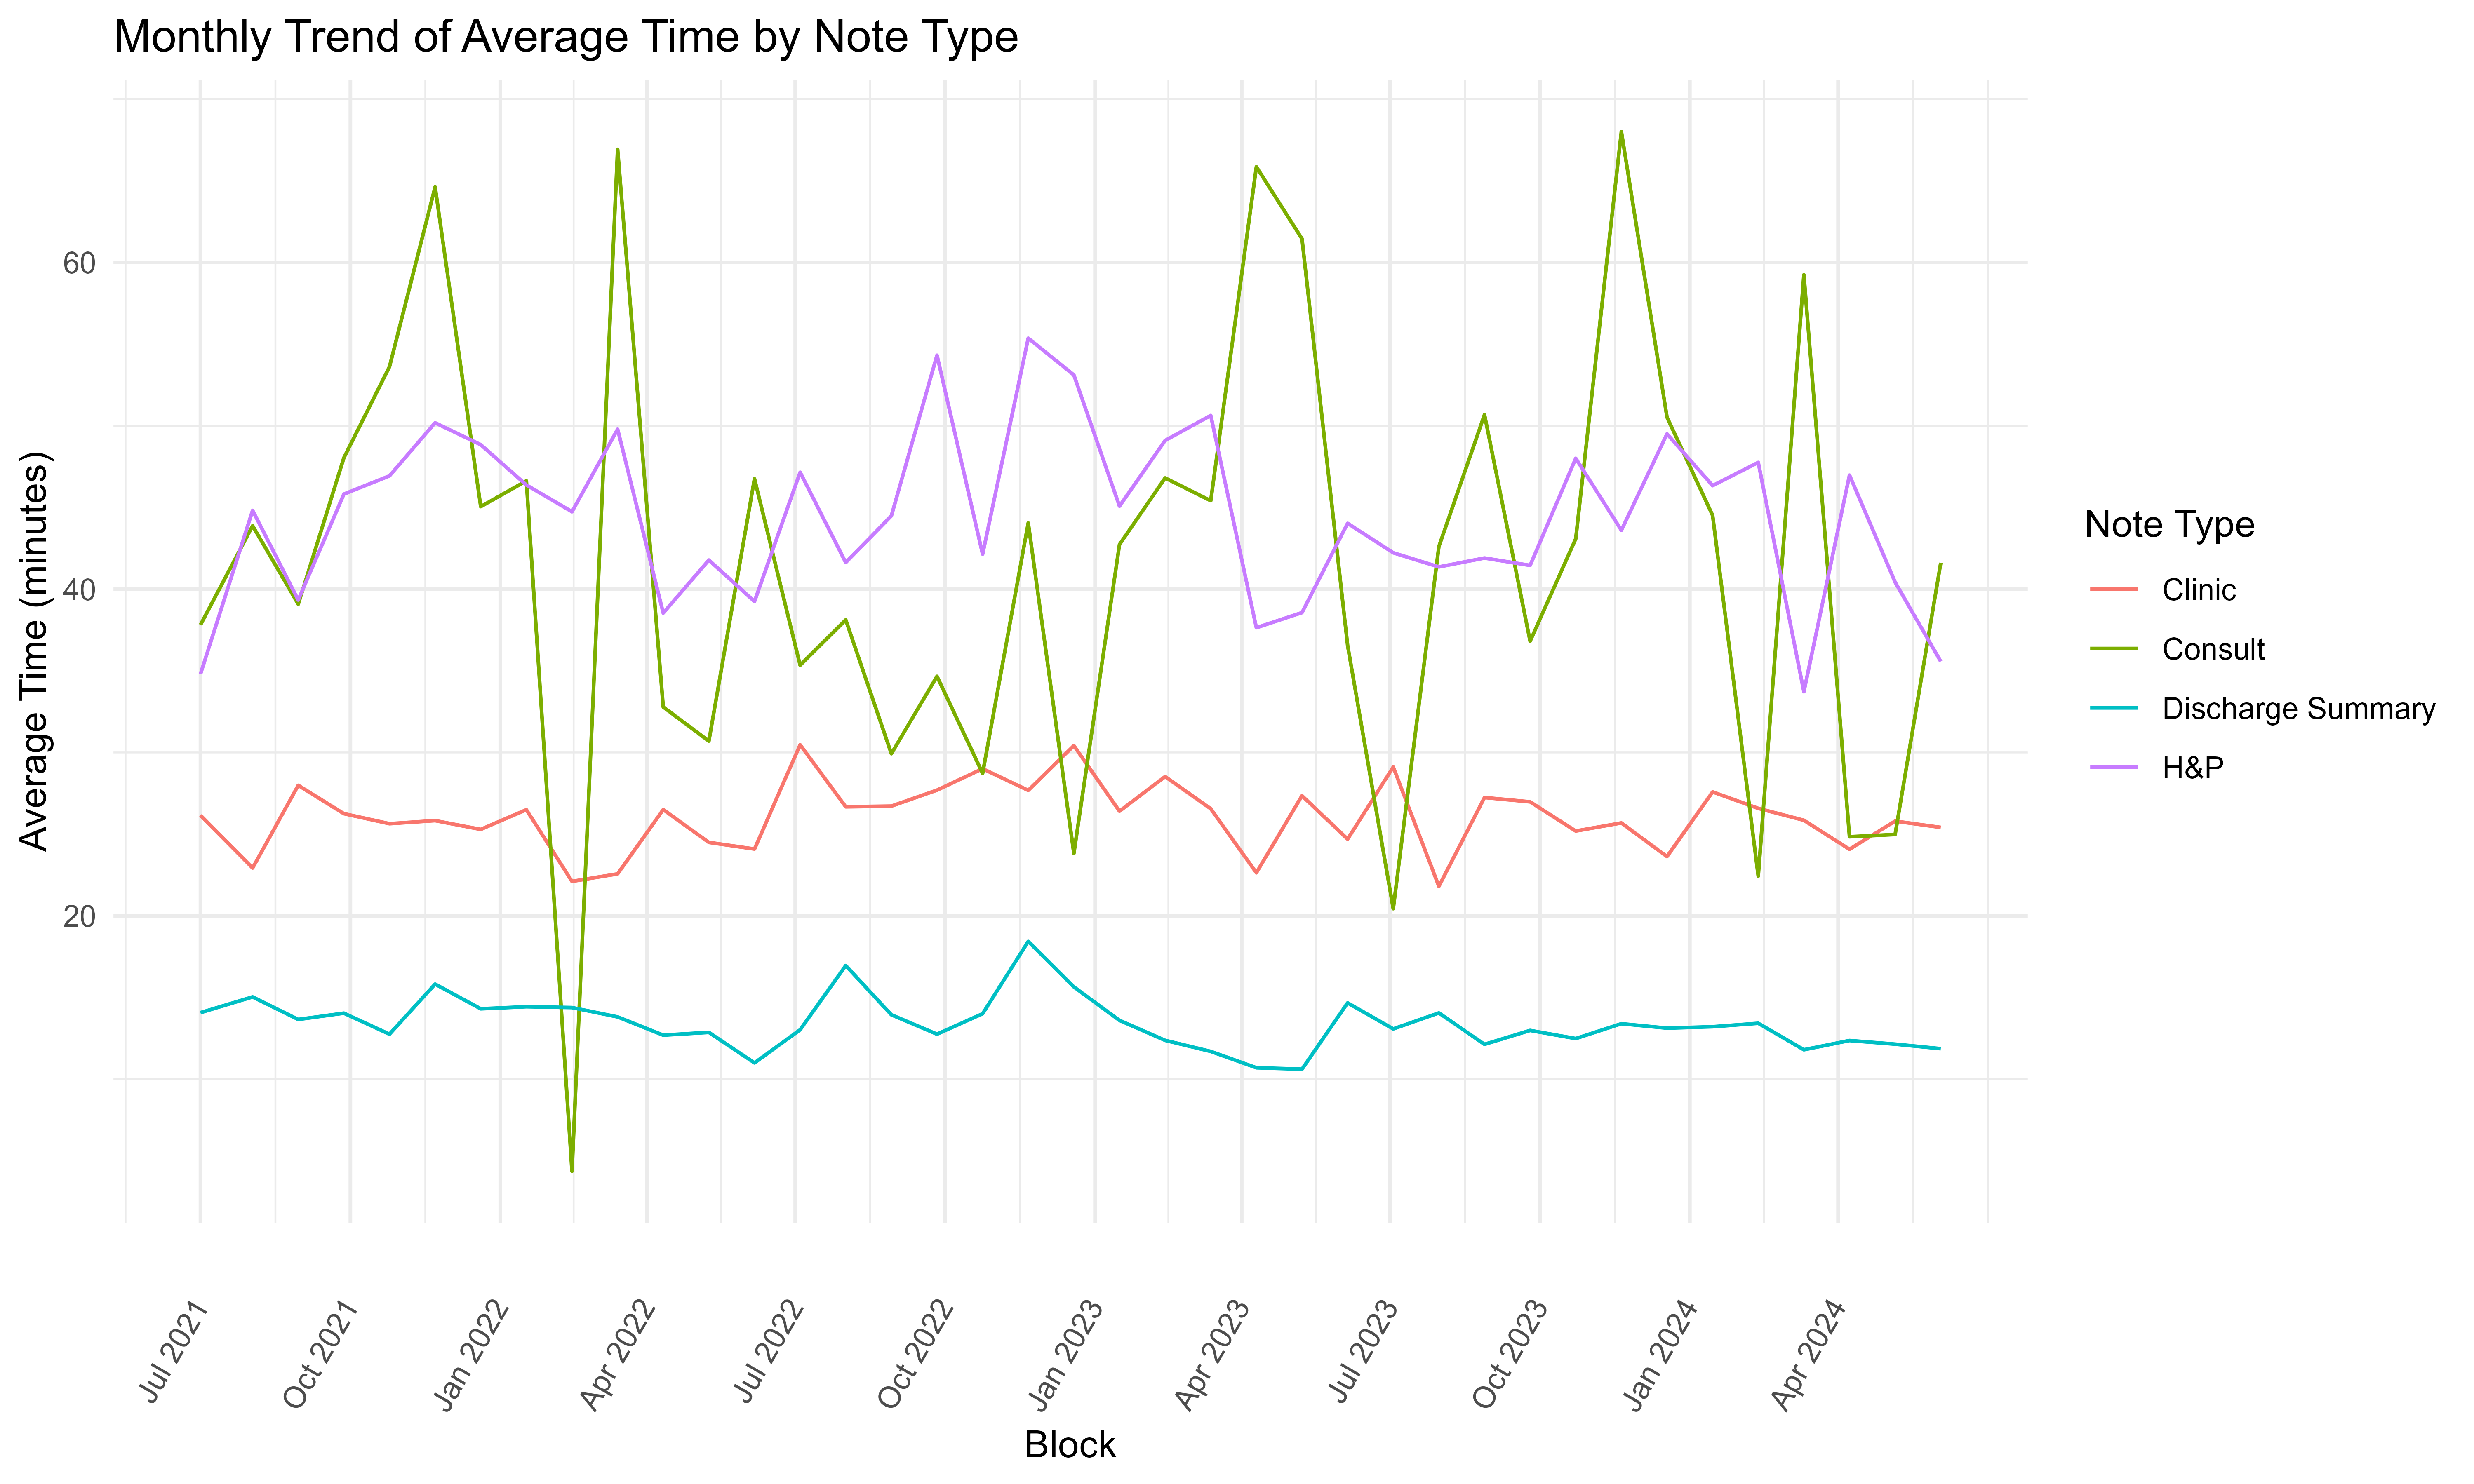 Monthly Trend of Average Time by Note Type
Average Time (minutes)
60
40
20
Jul 2021
Oct 2021
Jan 2022
Apr 2022
Jul 2022
Oct 2022
Jan 2023
Apr 2023
Jul 2023
Oct 2023
Jan 2024
Apr 2024
Block
Note Type
Clinic
Consult
Discharge Summary
H&P